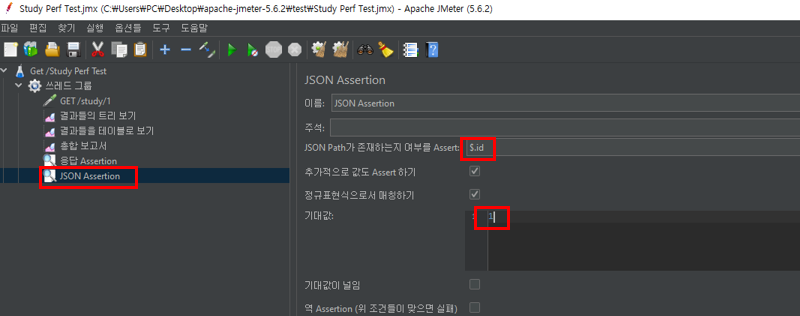 Study Perf Test.jmx (C:₩Users₩PC₩Desktop₩apache-jmeter-5.6.2₩test₩Study Perf Test.jmx) - Apache JMeter (5.6.2)
파일 편집 찾기 실행 옵션들 도구 도움말
Get /Study Perf Test
쓰레드 그룹
GET /study/1
결과들의 트리 보기
결과들을 테이블로 보기
총합 보고서
응답 Assertion
JSON Assertion
JSON Assertion
이름: JSON Assertion
주석:
JSON Path가 존재하는지 여부를 Assert: $.id
추가적으로 값도 Assert 하기
정규표현식으로서 매칭하기
기대값: 1 1
기대값이 널임
역 Assertion (위 조건들이 맞으면 실패)